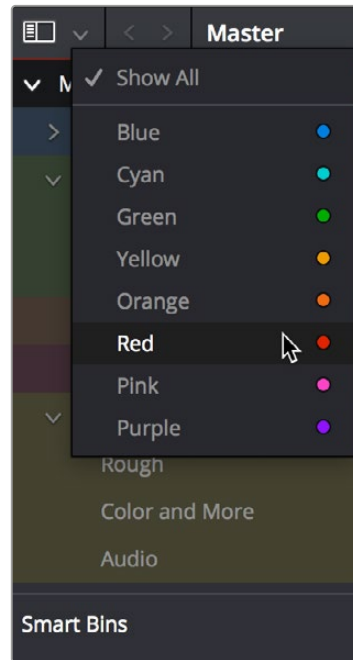 Master
M
Show All
Blue
Cyan
Green
Yellow
Orange
Red
Pink
Purple
Rough
Color and More
Audio
Smart Bins